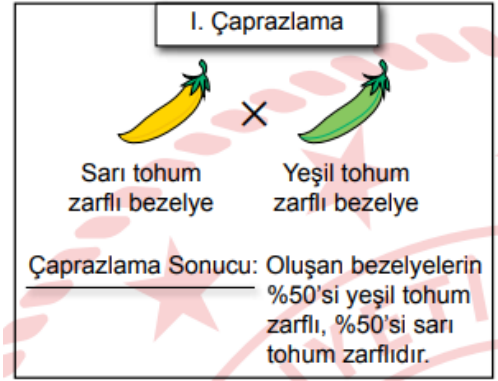 I. Çaprazlama
×
Sarı tohum
zarflı bezelye
Yeşil tohum
zarflı bezelye
Çaprazlama Sonucu: Oluşan bezelyelerin
%50'si yeşil tohum
zarflı, %50'si sarı
tohum zarflıdır.
YETİ